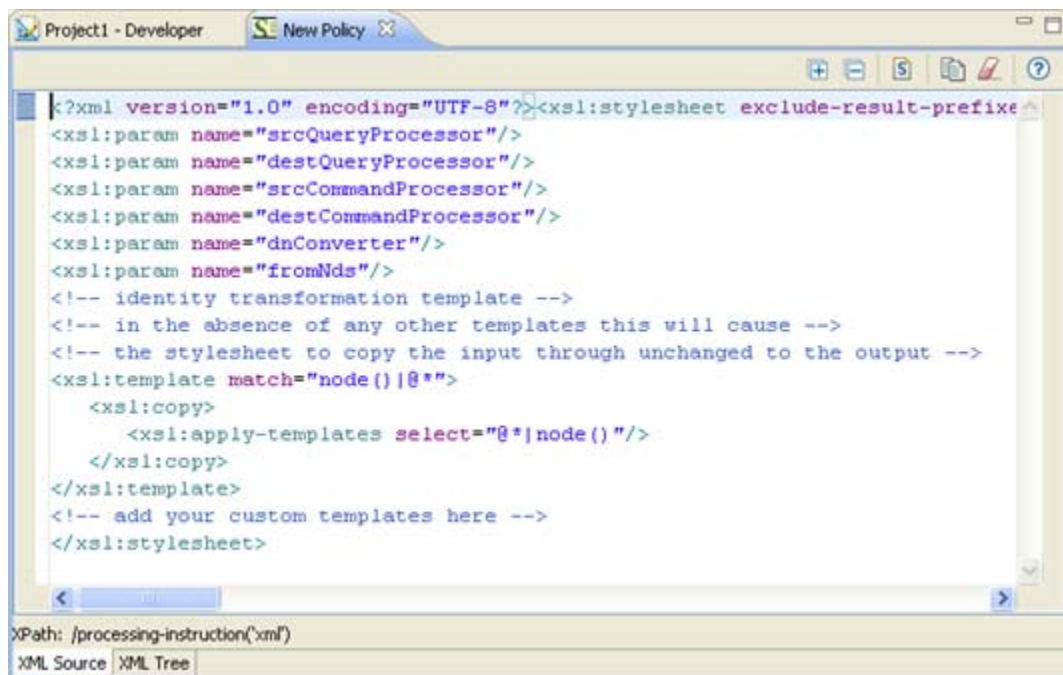 Project1 - Developer
New Policy
<?xml version="1.0" encoding="UTF-8"?><xsl:stylesheet exclude-result-prefixe
<xsl:param name="srcQueryProcessor"/>
<xsl:param name="destQueryProcessor"/>
<xsl:param name="srcCommandProcessor"/>
<xsl:param name="destCommandProcessor"/>
<xsl:param name="dnConverter"/>
<xsl:param name="fromNds"/>
<!-- identity transformation template -->
<!-- in the absence of any other templates this will cause -->
<!-- the stylesheet to copy the input through unchanged to the output -->
<xsl:template match="node()|@*">
<xsl:copy>
<xsl:apply-templates select="@*|node()"/>
</xsl:copy>
</xsl:template>
<!-- add your custom templates here -->
</xsl:stylesheet>
XPath: /processing-instruction('xml')
XML Source XML Tree